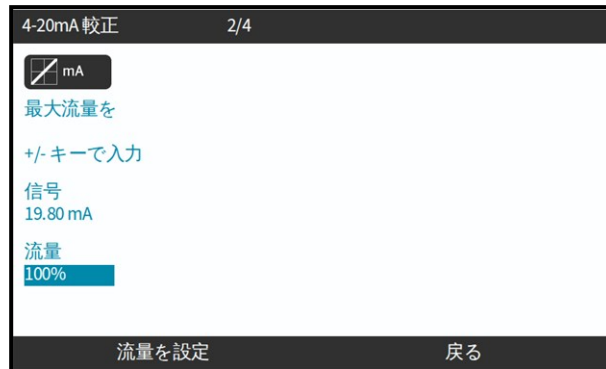 4-20mA 較正 2/4
mA
最大流量を
+/- キーで入力
信号
19.80 mA
流量
100%
流量を設定 戻る